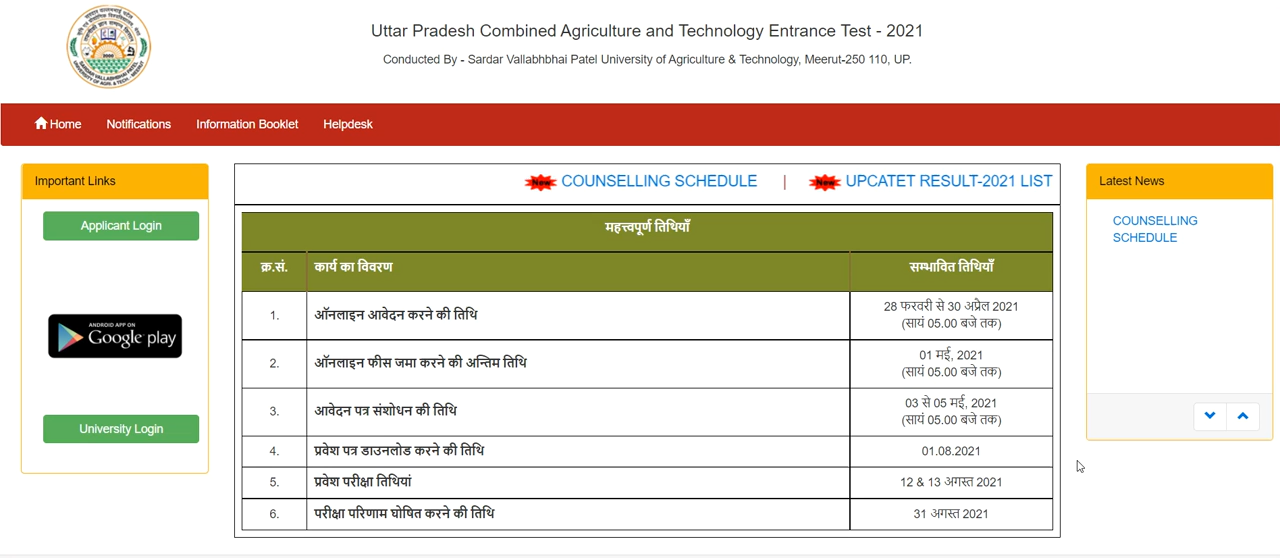 Uttar Pradesh Combined Agriculture and Technology Entrance Test - 2021
Conducted By - Sardar Vallabhbhai Patel University of Agriculture & Technology, Meerut-250 110, UP.
Home Notifications Information Booklet Helpdesk
Important Links
Applicant Login
ANDROID APP ON
Google play
University Login
New COUNSELLING SCHEDULE | New UPCATET RESULT-2021 LIST
महत्त्वपूर्ण तिथियाँ
क्र.सं. कार्य का विवरण सम्भावित तिथियाँ
1. ऑनलाइन आवेदन करने की तिथि 28 फरवरी से 30 अप्रैल 2021
(सायं 05.00 बजे तक)
2. ऑनलाइन फीस जमा करने की अन्तिम तिथि 01 मई, 2021
(सायं 05.00 बजे तक)
3. आवेदन पत्र संशोधन की तिथि 03 से 05 मई, 2021
(सायं 05.00 बजे तक)
4. प्रवेश पत्र डाउनलोड करने की तिथि 01.08.2021
5. प्रवेश परीक्षा तिथियां 12 & 13 अगस्त 2021
6. परीक्षा परिणाम घोषित करने की तिथि 31 अगस्त 2021
Latest News
COUNSELLING
SCHEDULE